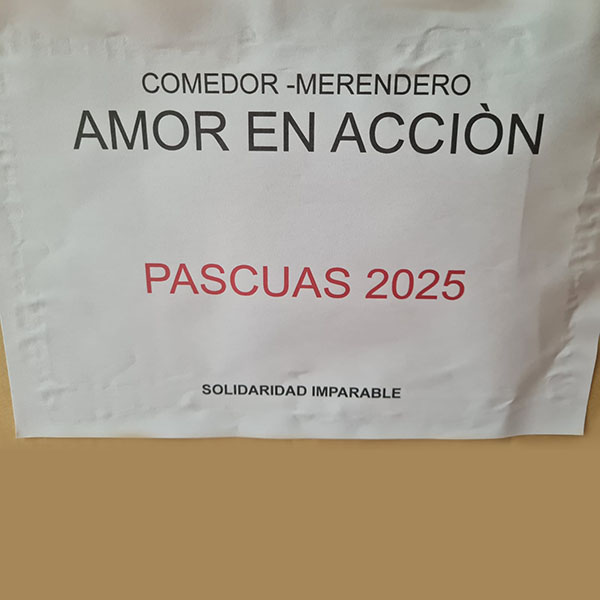 COMEDOR -MERENDERO
AMOR EN ACCIÒN
PASCUAS 2025
SOLIDARIDAD IMPARABLE